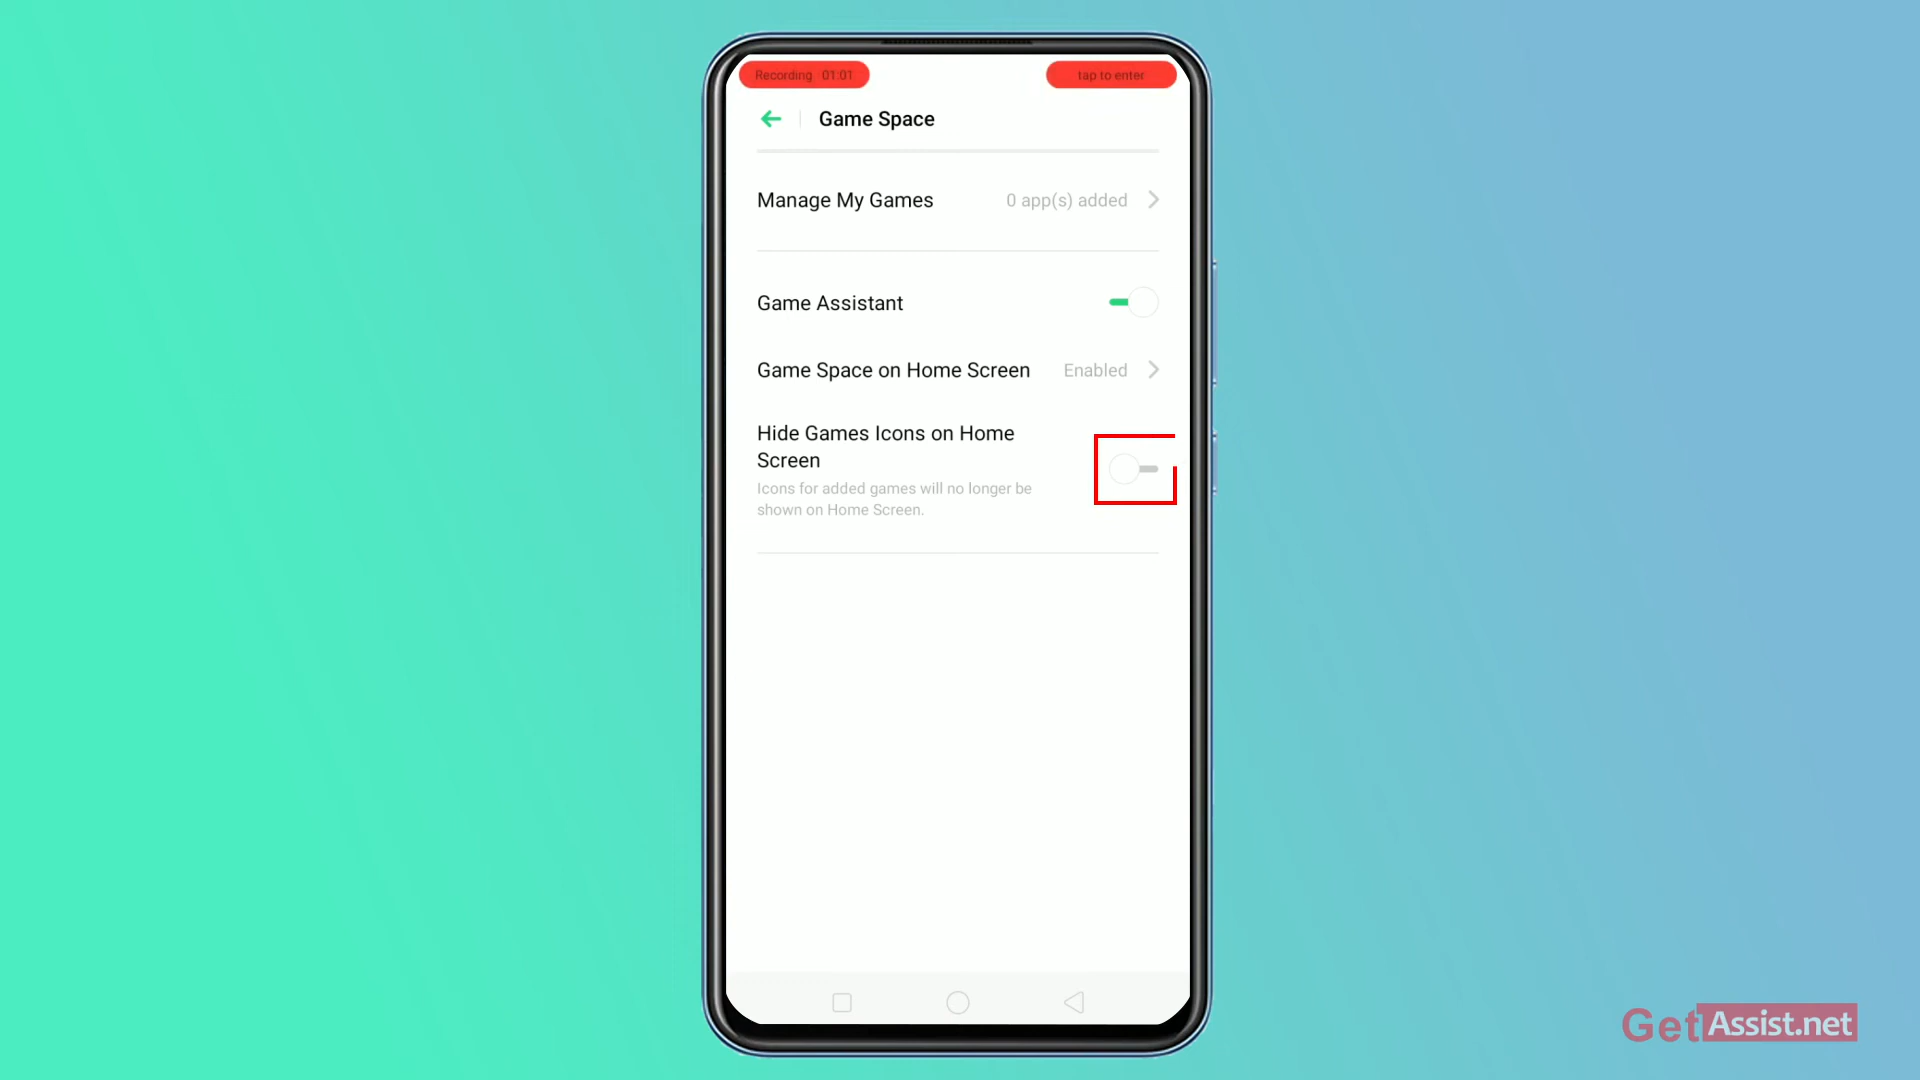 Recording 01:01
tap to enter
Game Space
Manage My Games 0 app(s) added
Game Assistant
Game Space on Home Screen Enabled
Hide Games Icons on Home
Screen
Icons for added games will no longer be
shown on Home Screen.
GetAssist.net